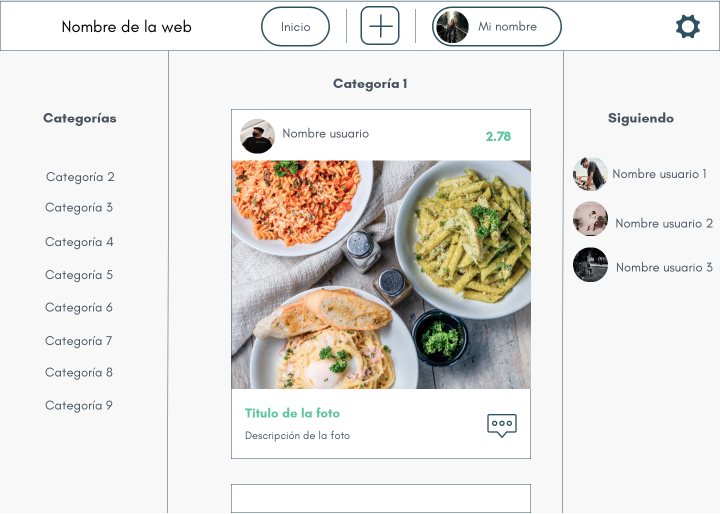 Nombre de la web
Inicio
Mi nombre
Categorías
Categoría 2
Categoría 3
Categoría 4
Categoría 5
Categoría 6
Categoría 7
Categoría 8
Categoría 9
Categoría 1
Nombre usuario
2.78
Titulo de la foto
Descripción de la foto
Siguiendo
Nombre usuario 1
Nombre usuario 2
Nombre usuario 3